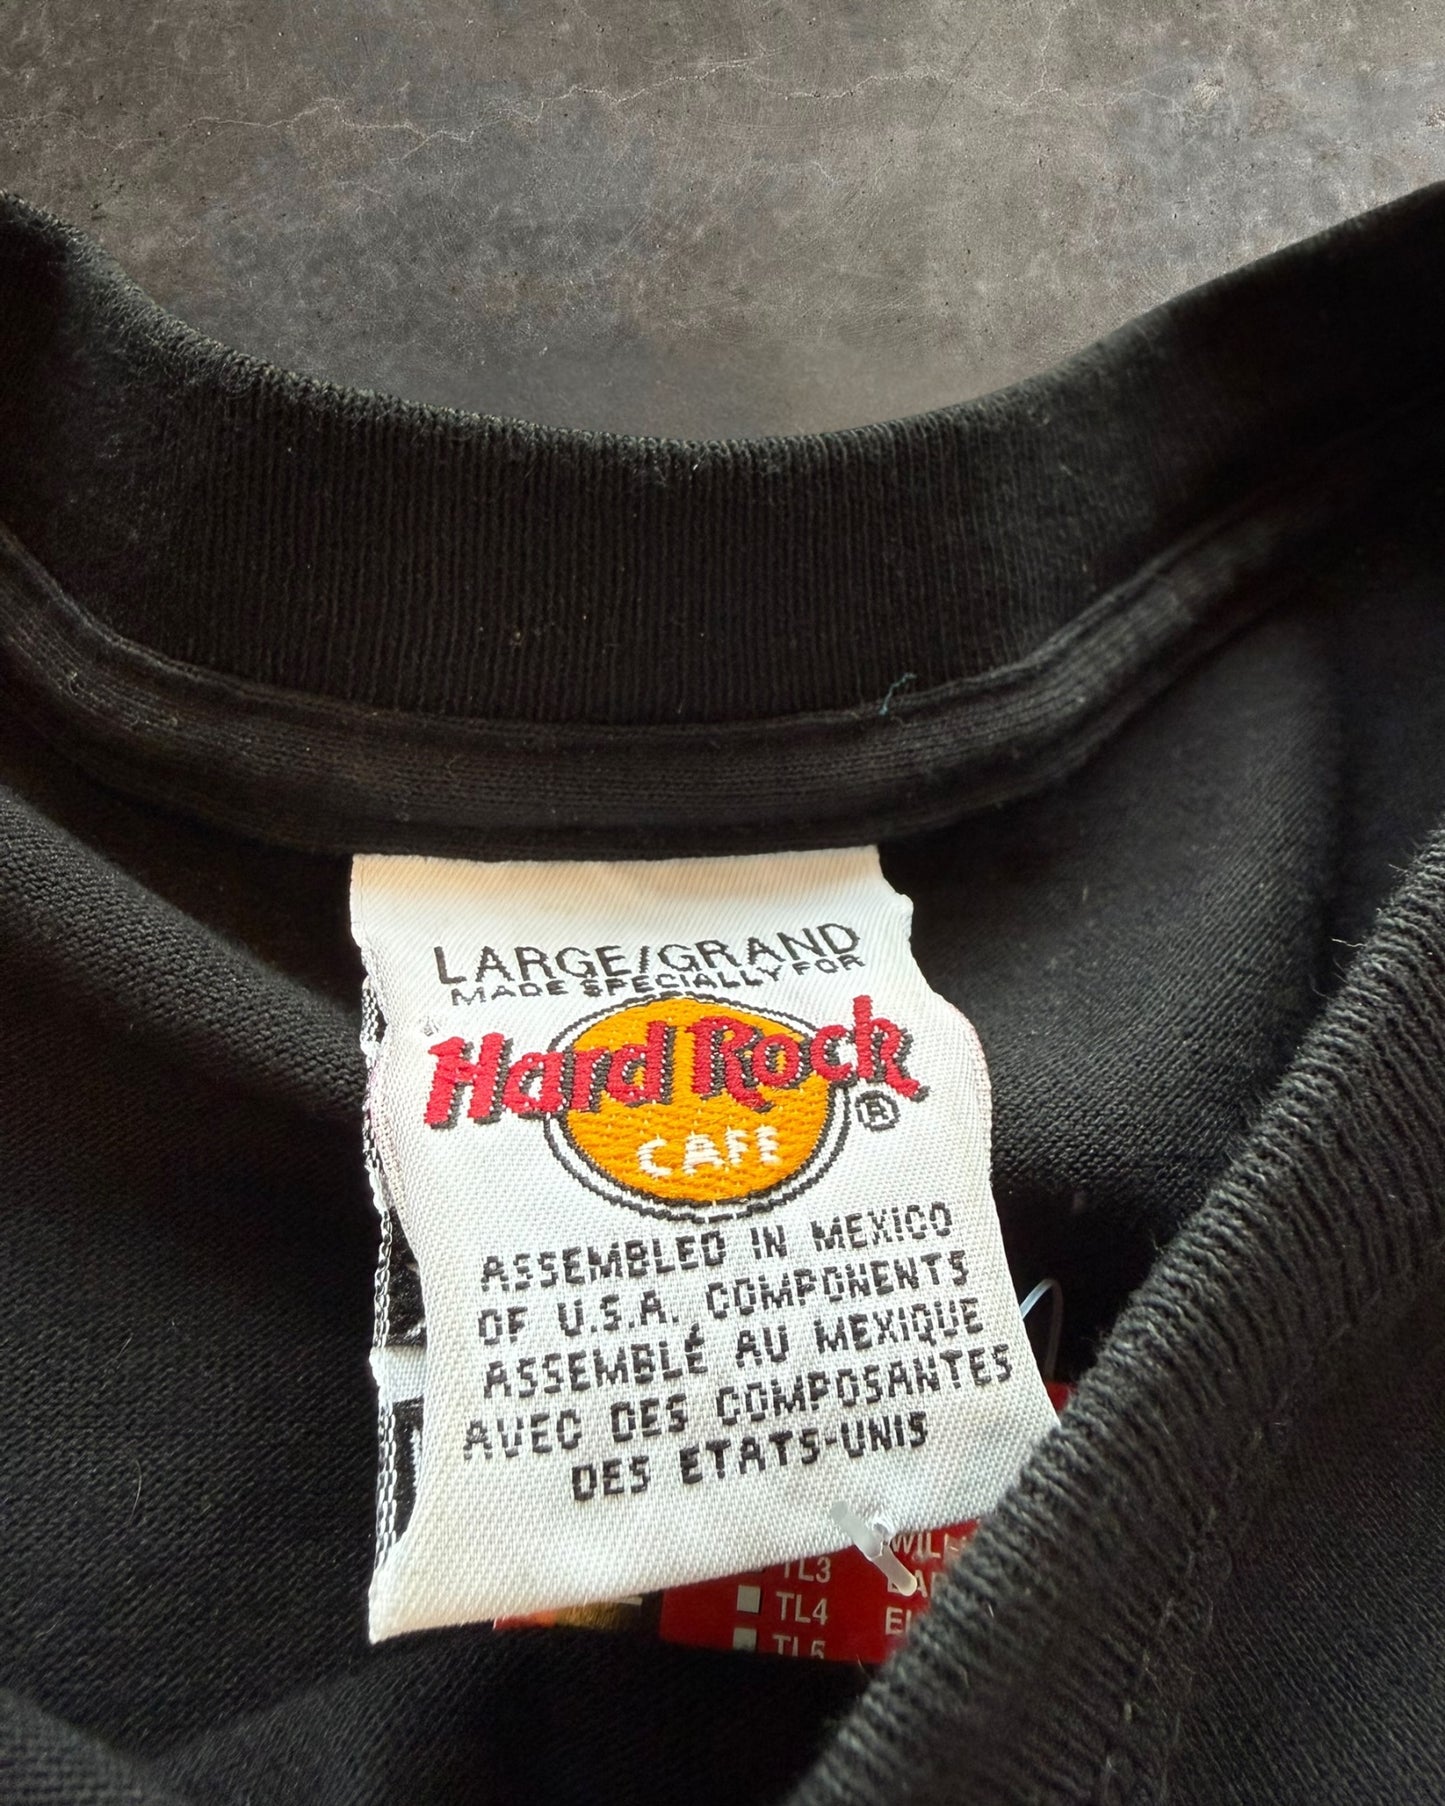 LARGE/GRAND
MADE SPECIALLY FOR
Hard Rock
®
CAFE
ASSEMBLED IN MEXICO
OF U.S.A. COMPONENTS
ASSEMBLÉ AU MEXIQUE
AVEC DES COMPOSANTES
DES ETATS-UNIS
TL3
TL4
TL5